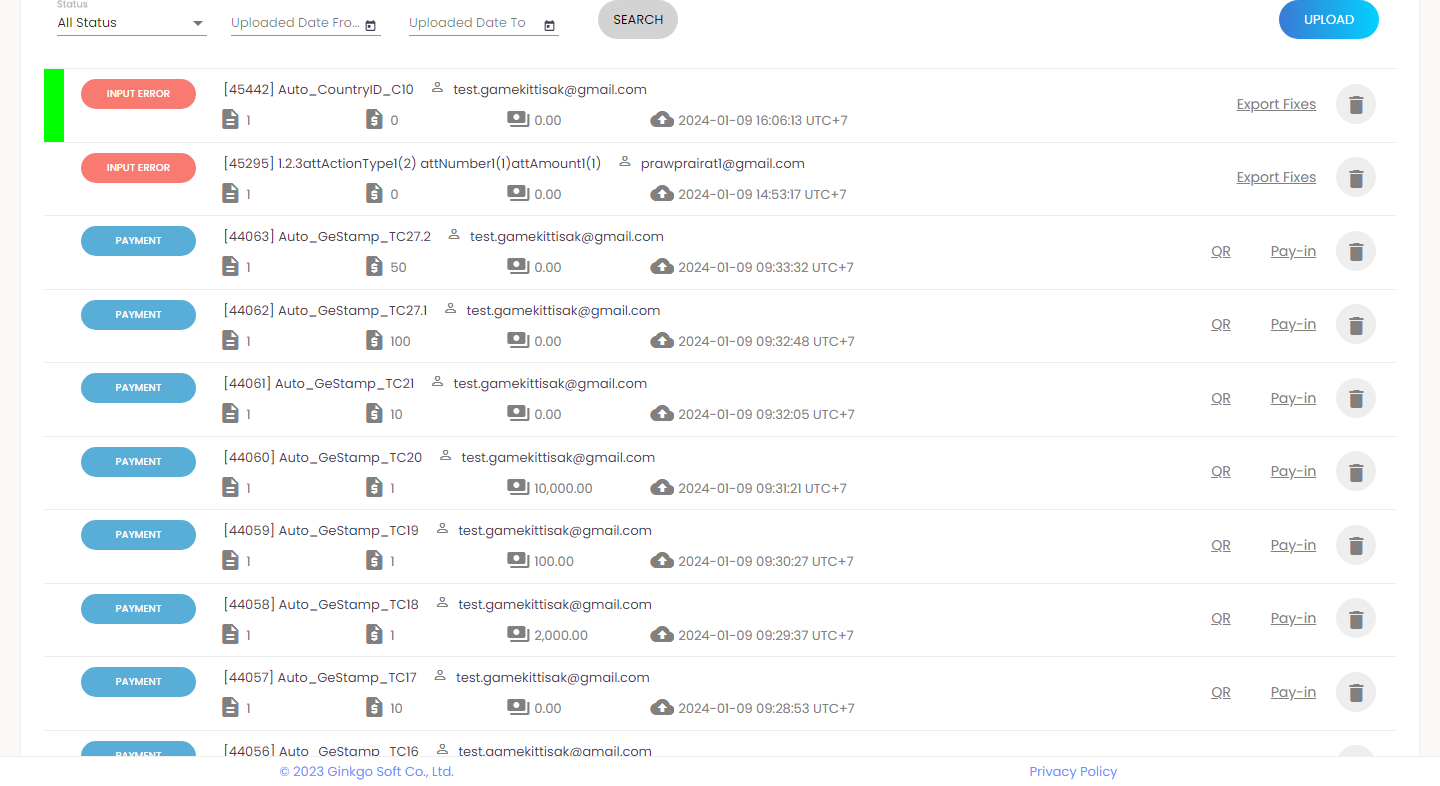 Status
All Status
Uploaded Date Fro...
Uploaded Date To
SEARCH
UPLOAD
INPUT ERROR
[45442] Auto_CountryID_C10 test.gamekittisak@gmail.com
1 0 0.00 2024-01-09 16:06:13 UTC+7
Export Fixes
INPUT ERROR
[45295] 1.2.3attActionType1(2) attNumber1(1)attAmount1(1) prawprairat1@gmail.com
1 0 0.00 2024-01-09 14:53:17 UTC+7
Export Fixes
PAYMENT
[44063] Auto_GeStamp_TC27.2 test.gamekittisak@gmail.com
1 50 0.00 2024-01-09 09:33:32 UTC+7
QR Pay-in
PAYMENT
[44062] Auto_GeStamp_TC27.1 test.gamekittisak@gmail.com
1 100 0.00 2024-01-09 09:32:48 UTC+7
QR Pay-in
PAYMENT
[44061] Auto_GeStamp_TC21 test.gamekittisak@gmail.com
1 10 0.00 2024-01-09 09:32:05 UTC+7
QR Pay-in
PAYMENT
[44060] Auto_GeStamp_TC20 test.gamekittisak@gmail.com
1 1 10,000.00 2024-01-09 09:31:21 UTC+7
QR Pay-in
PAYMENT
[44059] Auto_GeStamp_TC19 test.gamekittisak@gmail.com
1 1 100.00 2024-01-09 09:30:27 UTC+7
QR Pay-in
PAYMENT
[44058] Auto_GeStamp_TC18 test.gamekittisak@gmail.com
1 1 2,000.00 2024-01-09 09:29:37 UTC+7
QR Pay-in
PAYMENT
[44057] Auto_GeStamp_TC17 test.gamekittisak@gmail.com
1 10 0.00 2024-01-09 09:28:53 UTC+7
QR Pay-in
PAYMENT
[44056] Auto_GeStamp_TC16 test.gamekittisak@gmail.com
© 2023 Ginkgo Soft Co., Ltd.
Privacy Policy